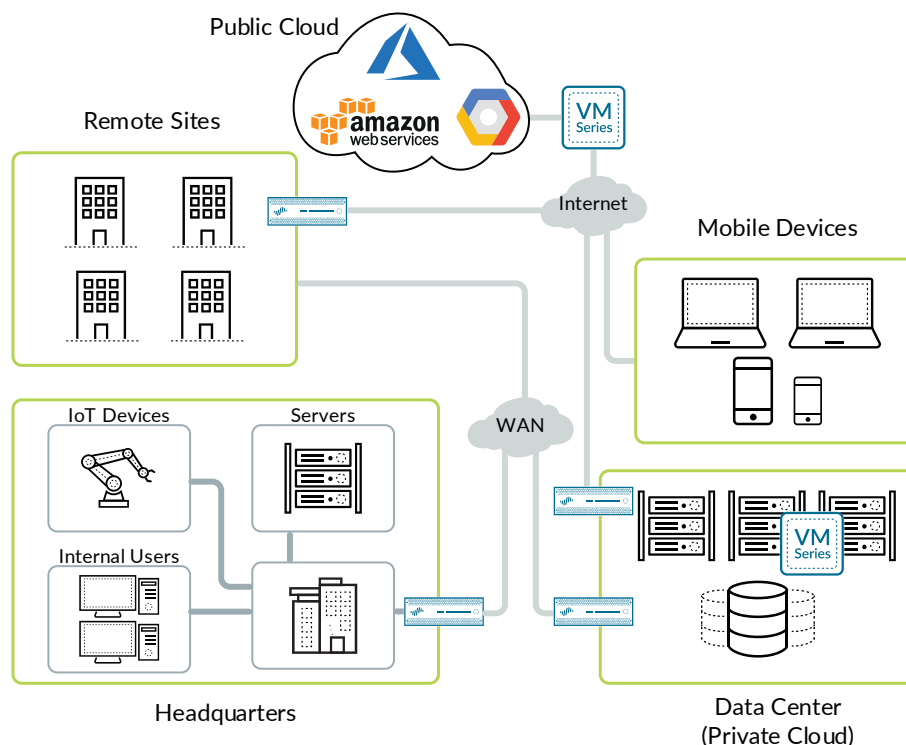 Public Cloud
amazon
web services
VM
Series
Remote Sites
Internet
Mobile Devices
IoT Devices
Servers
WAN
Internal Users
VM
Series
Headquarters
Data Center
(Private Cloud)